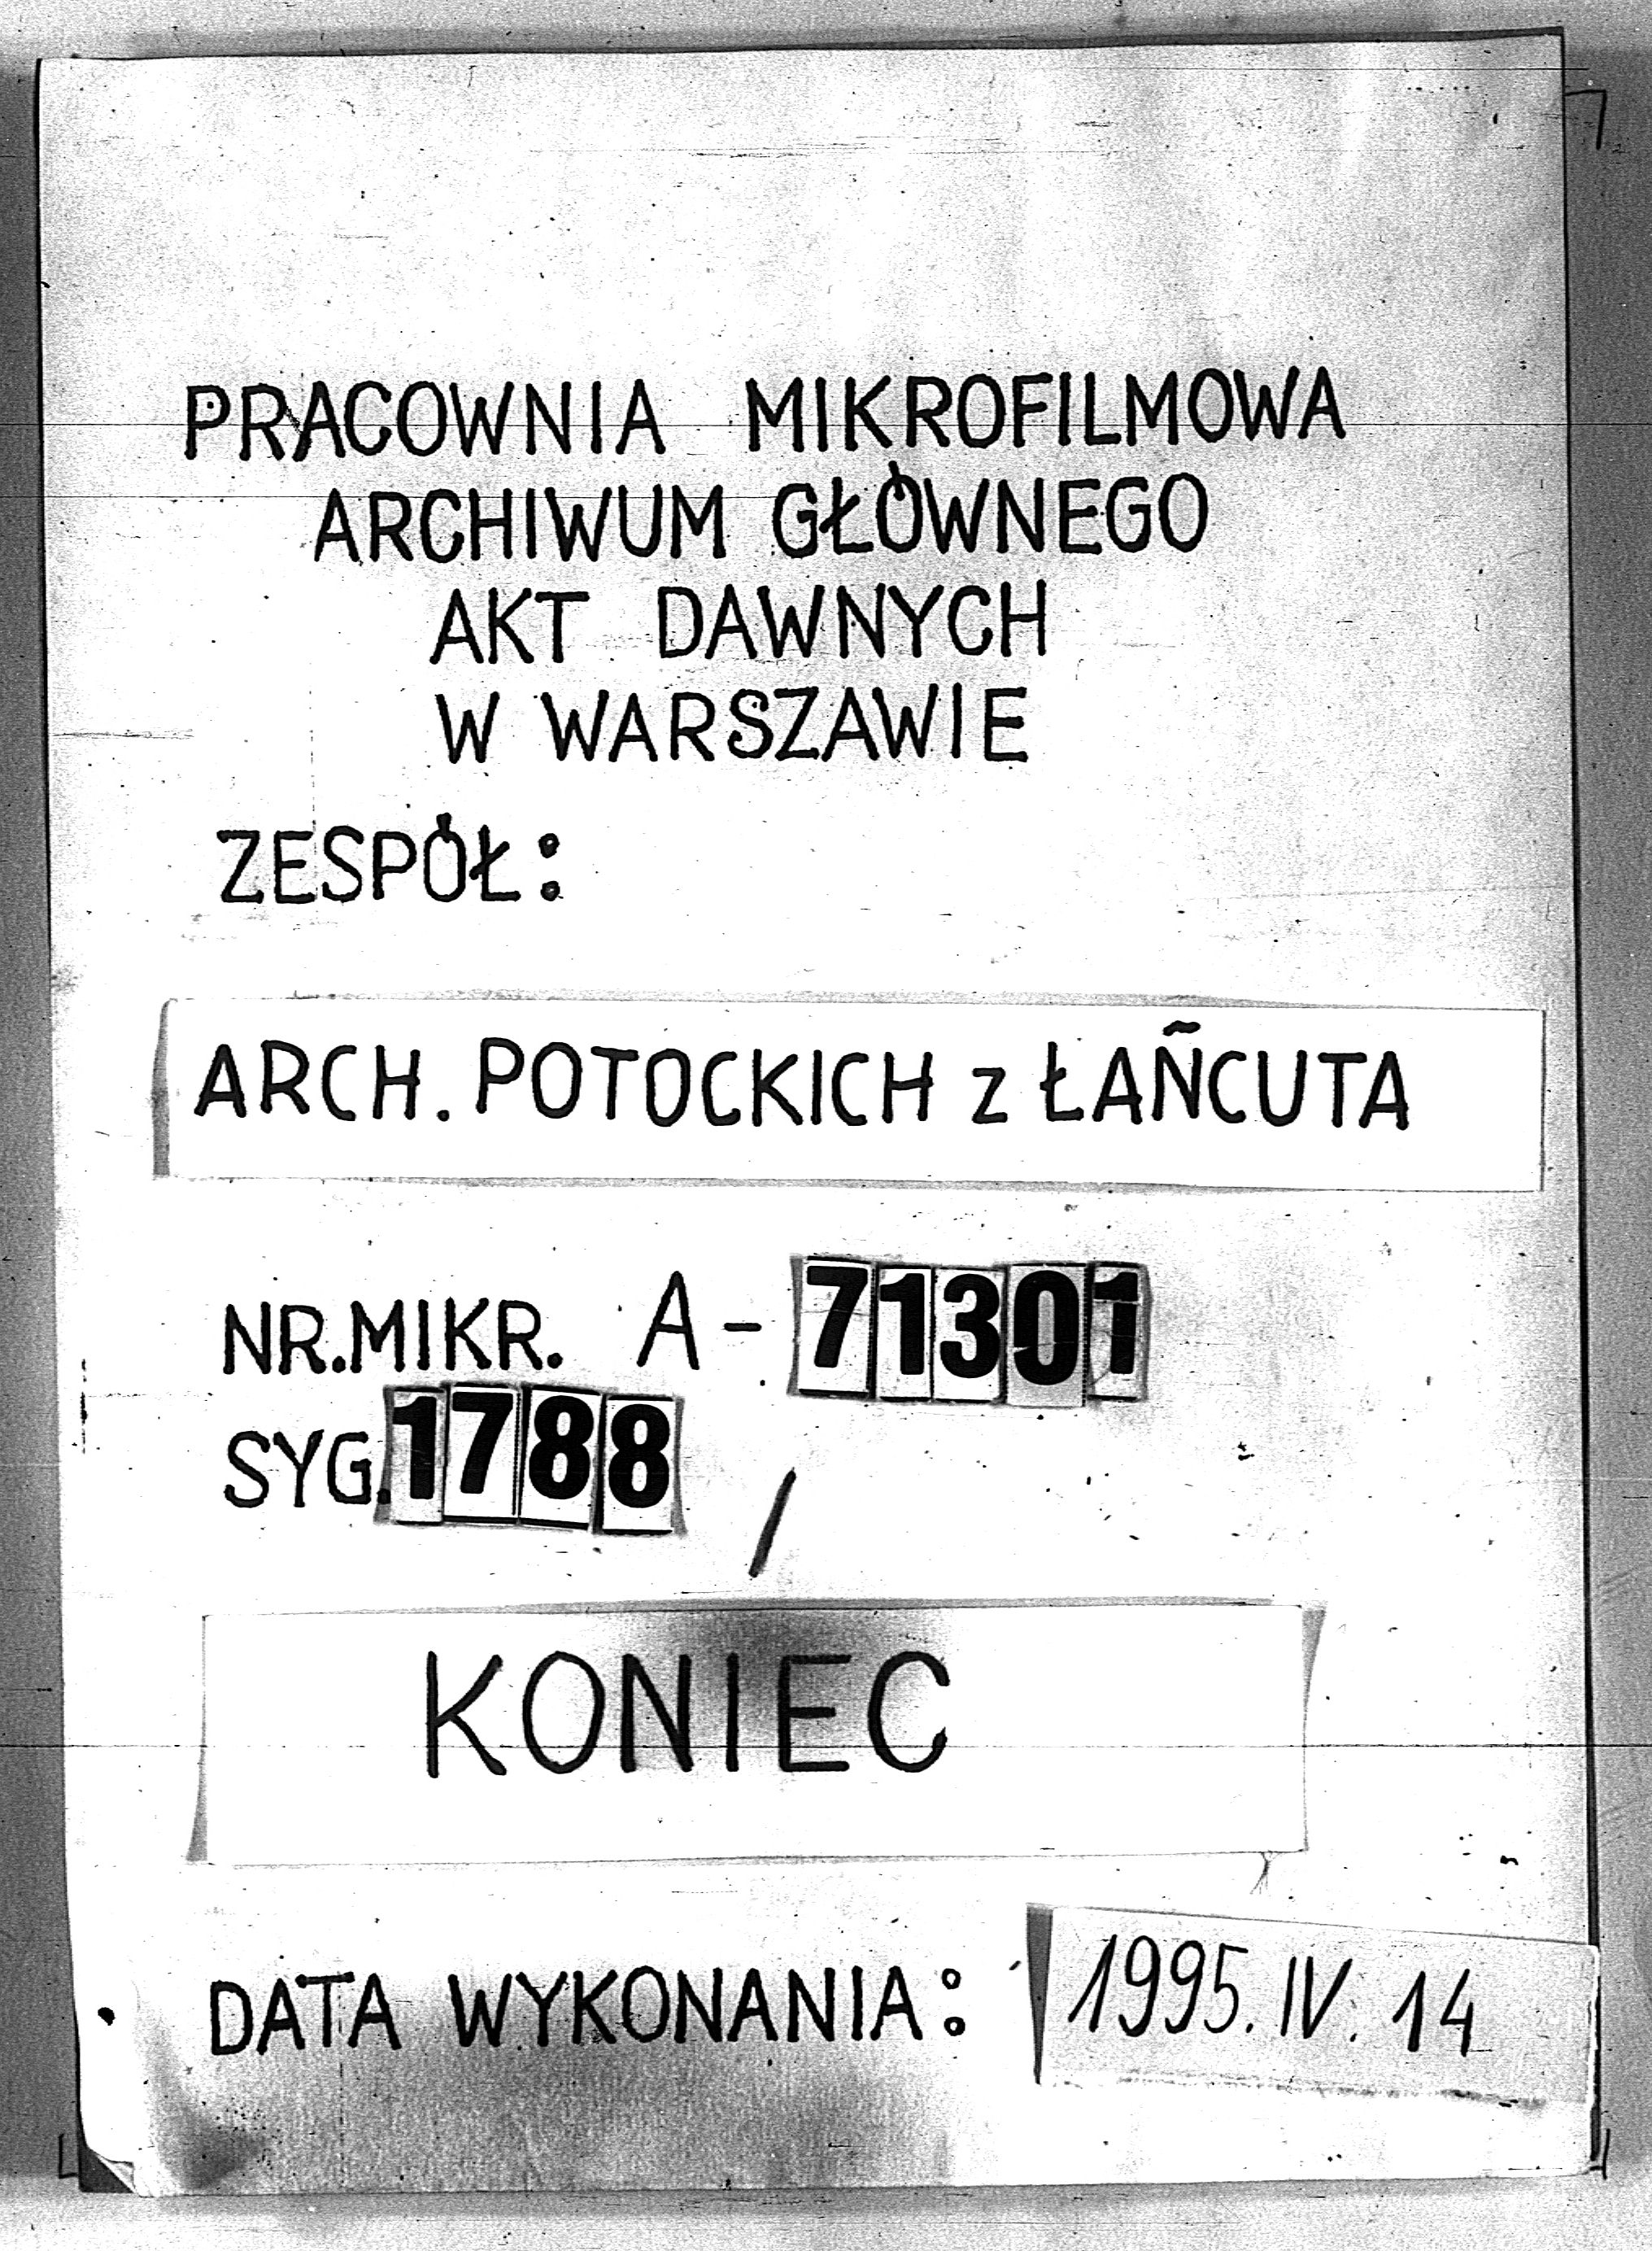 PRACOWNIA MIKROFILMOWA
ARCHIWUM GŁÓWNEGO
AKT DAWNYCH
W WARSZAWIE
ZESPÓŁ:
ARCH. POTOCKICH z ŁAŃCUTA
NR.MIKR. A-71301
SYG.1788 /
KONIEC
DATA WYKONANIA: 1995.IV.14